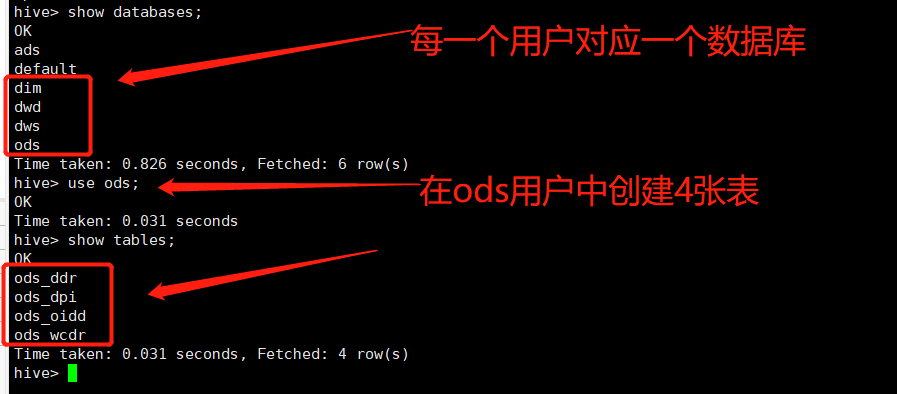 hive> show databases;
OK
ads
default
dim
dwd
dws
ods
Time taken: 0.826 seconds, Fetched: 6 row(s)
hive> use ods;
OK
Time taken: 0.031 seconds
hive> show tables;
OK
ods_ddr
ods_dpi
ods_oidd
ods_wcdr
Time taken: 0.031 seconds, Fetched: 4 row(s)
hive>
每一个用户对应一个数据库
在ods用户中创建4张表